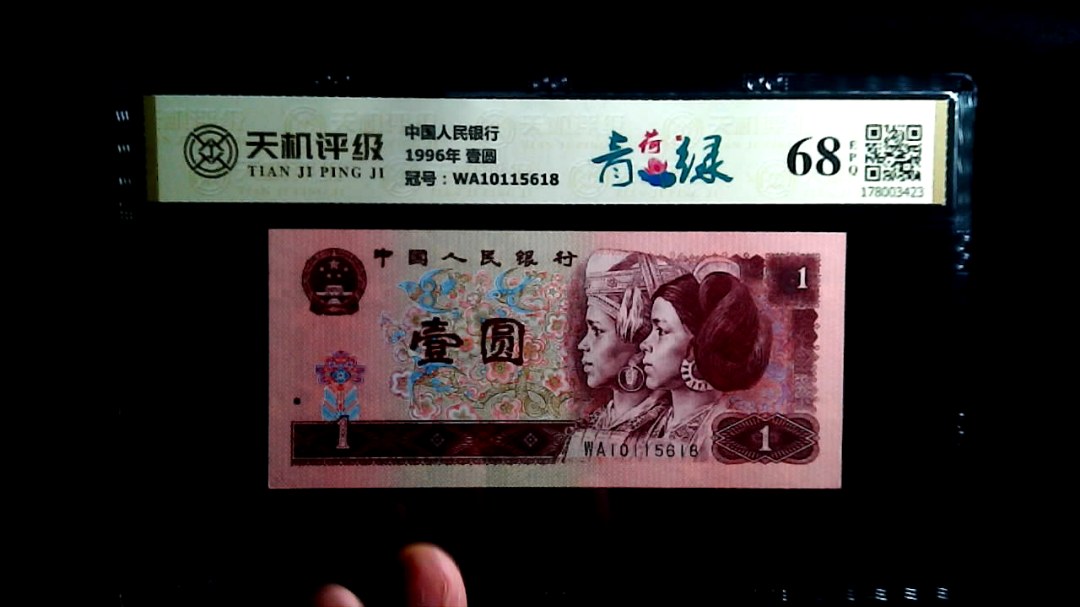 天机评级
TIAN JI PING JI
中国人民银行
1996年 壹圆
冠号：WA10115618
青荷绿
68
EPQ
178003423
中国人民银行
1
壹圆
1
WA10115618
1